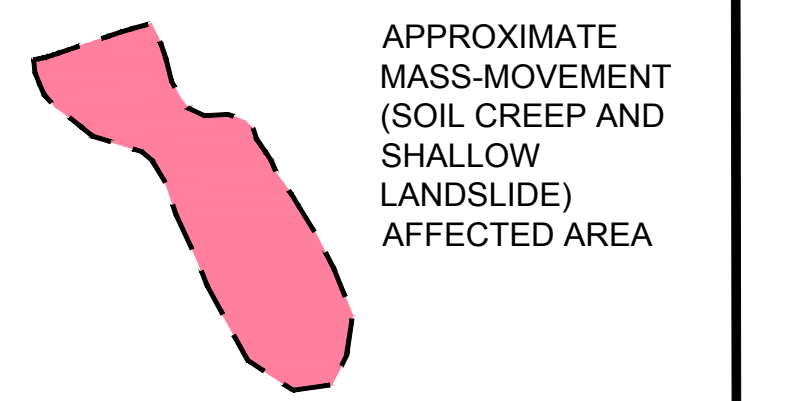 APPROXIMATE
MASS-MOVEMENT
(SOIL CREEP AND
SHALLOW
LANDSLIDE)
AFFECTED AREA